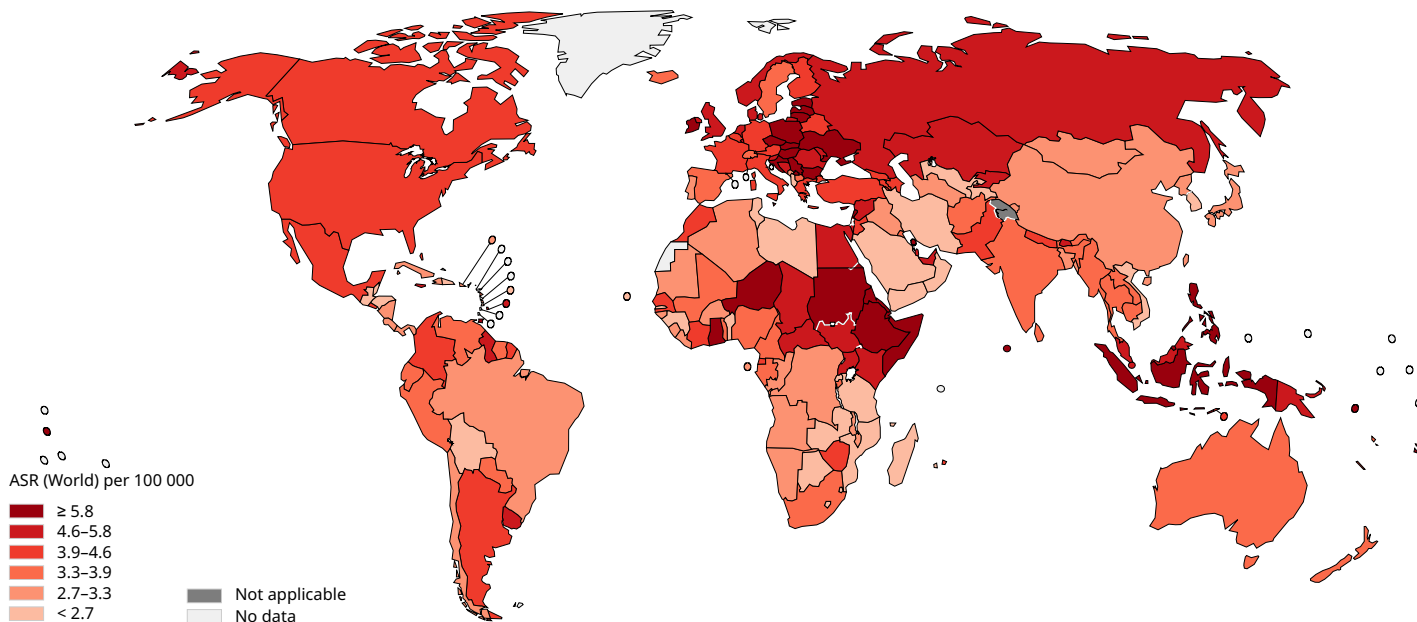 ASR (World) per 100 000
≥ 5.8
4.6–5.8
3.9–4.6
3.3–3.9
2.7–3.3
< 2.7
Not applicable
No data